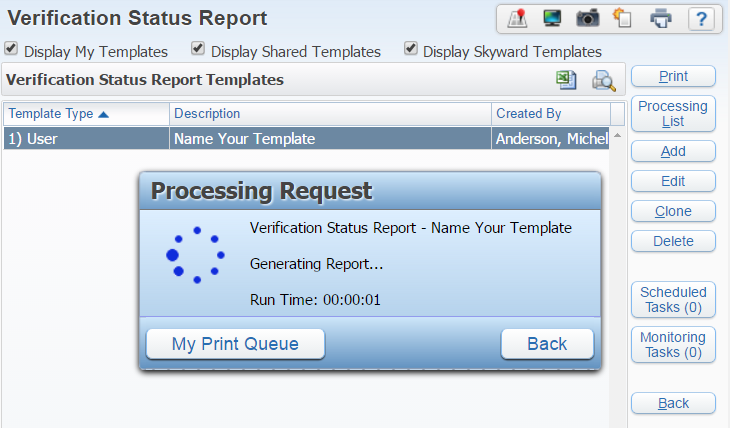 Verification Status Report
?
Display My Templates Display Shared Templates Display Skyward Templates
Verification Status Report Templates
Template Type Description Created By
1) User Name Your Template Anderson, Michel
Processing Request
Verification Status Report - Name Your Template
Generating Report...
Run Time: 00:00:01
My Print Queue Back
Print
Processing
List
Add
Edit
Clone
Delete
Scheduled
Tasks (0)
Monitoring
Tasks (0)
Back